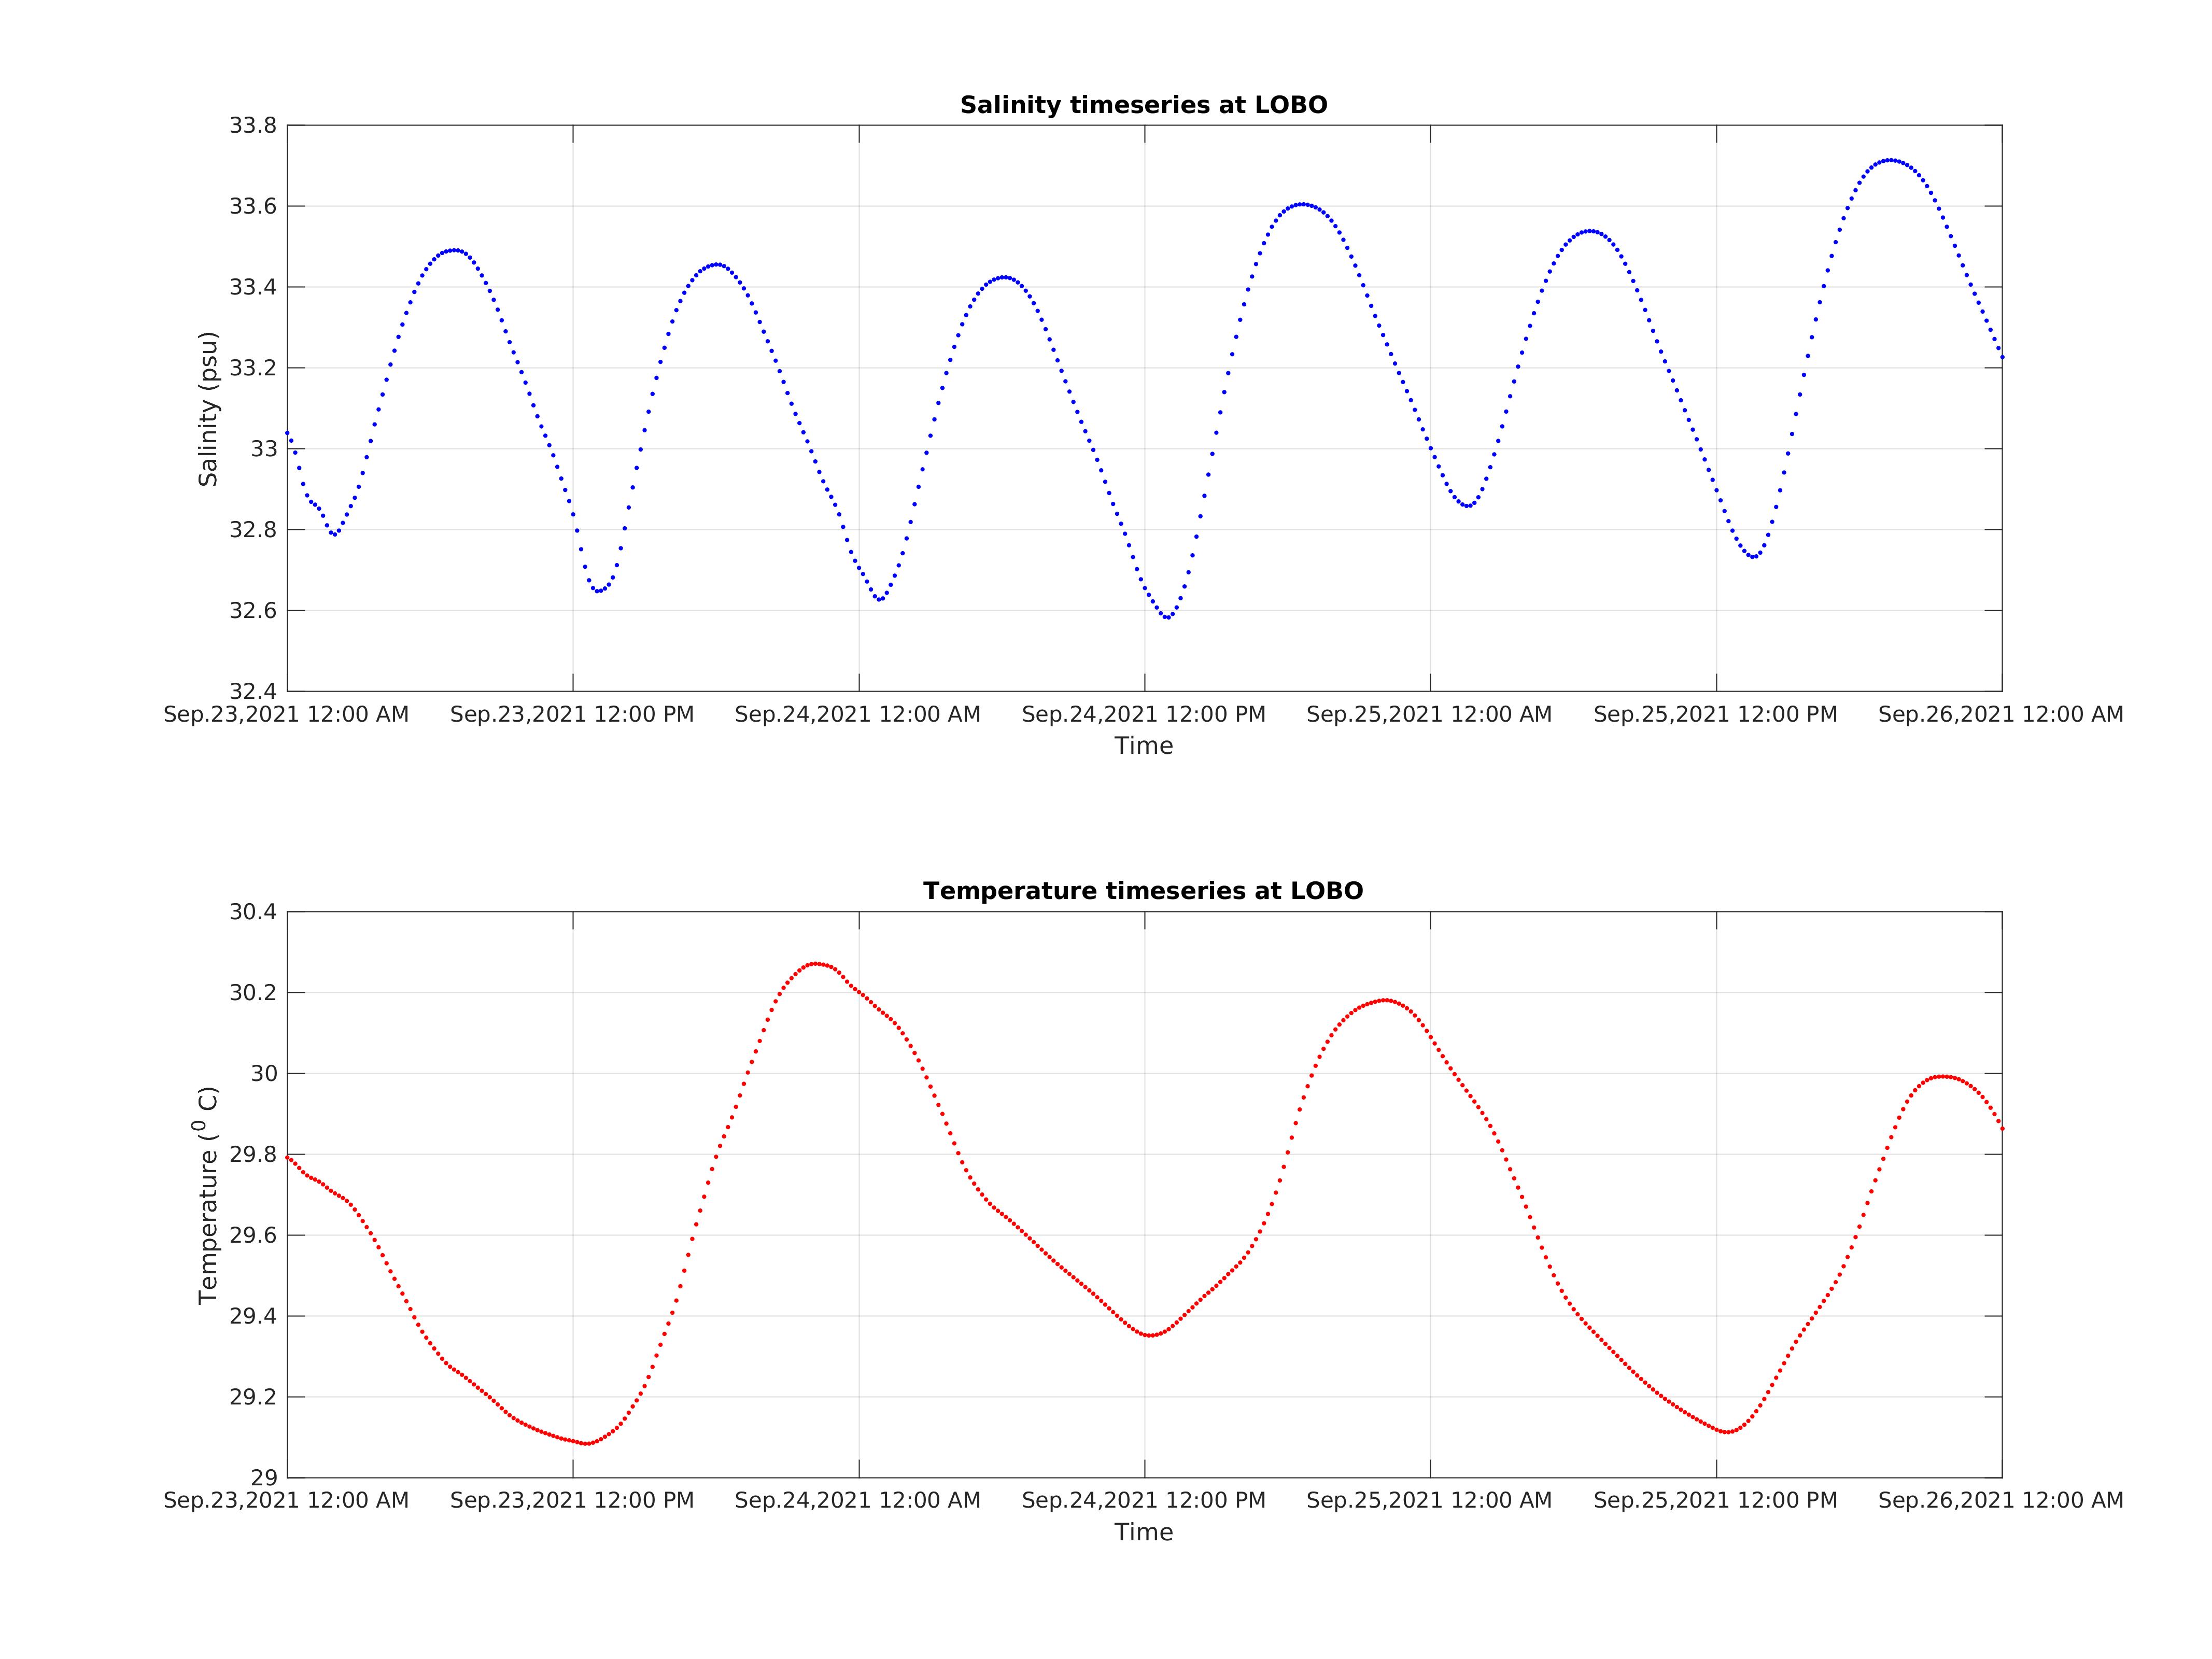 Salinity timeseries at LOBO
33.8
33.6
33.4
33.2
33
32.8
32.6
32.4
Salinity (psu)
Sep.23,2021 12:00 AM Sep.23,2021 12:00 PM Sep.24,2021 12:00 AM Sep.24,2021 12:00 PM Sep.25,2021 12:00 AM Sep.25,2021 12:00 PM Sep.26,2021 12:00 AM
Time
Temperature timeseries at LOBO
30.4
30.2
30
29.8
29.6
29.4
29.2
29
Temperature (⁰ C)
Sep.23,2021 12:00 AM Sep.23,2021 12:00 PM Sep.24,2021 12:00 AM Sep.24,2021 12:00 PM Sep.25,2021 12:00 AM Sep.25,2021 12:00 PM Sep.26,2021 12:00 AM
Time